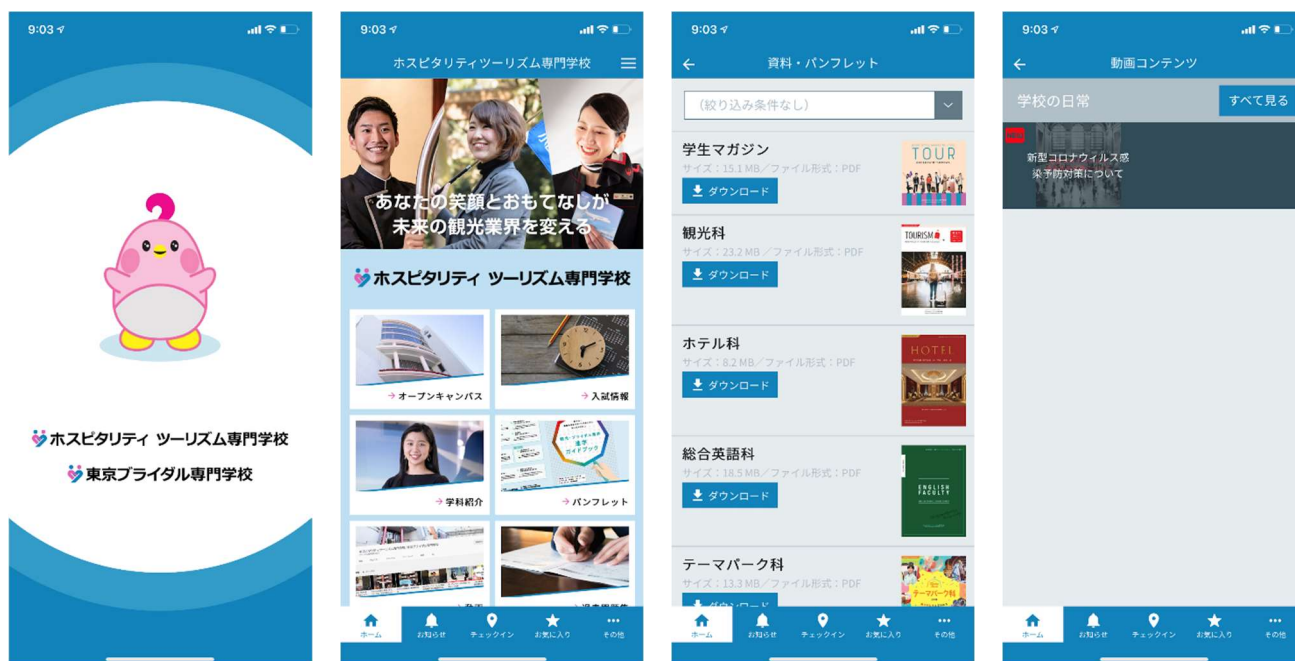 9:03
ホスピタリティ ツーリズム専門学校
東京ブライダル専門学校
9:03
ホスピタリティツーリズム専門学校
あなたの笑顔とおもてなしが
未来の観光業界を変える
ホスピタリティ ツーリズム専門学校
→オープンキャンパス
→入試情報
→学科紹介
→パンフレット
ホーム
お知らせ
チェックイン
お気に入り
その他
9:03
資料・パンフレット
(絞り込み条件なし)
学生マガジン
サイズ:15.1 MB/ファイル形式:PDF
ダウンロード
TOUR
観光科
サイズ:23.2 MB/ファイル形式:PDF
ダウンロード
TOURISM
ホテル科
サイズ:8.2 MB/ファイル形式:PDF
ダウンロード
HOTEL
総合英語科
サイズ:18.5 MB/ファイル形式:PDF
ダウンロード
ENGLISH
FACULTY
テーマパーク科
サイズ:13.3 MB/ファイル形式:PDF
ダウンロード
テーマパーク科
ホーム
お知らせ
チェックイン
お気に入り
その他
9:03
動画コンテンツ
学校の日常
すべて見る
NEW
新型コロナウィルス感
染予防対策について
ホーム
お知らせ
チェックイン
お気に入り
その他